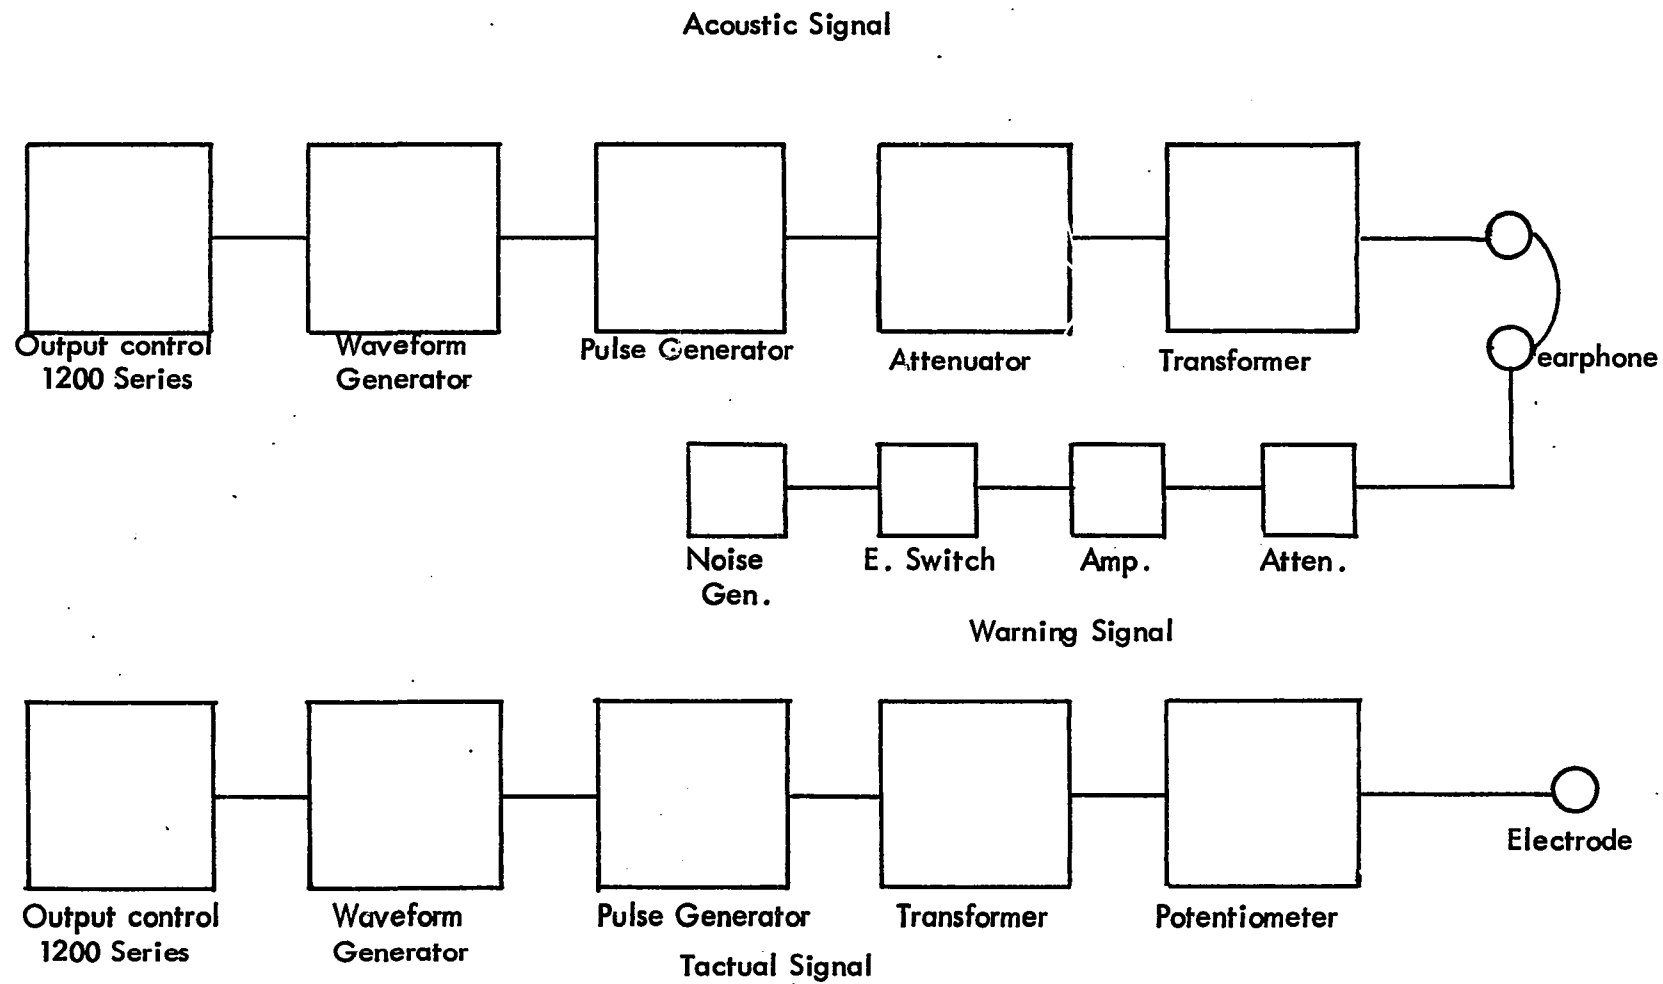 Acoustic Signal
Output control
1200 Series
Waveform
Generator
Pulse Generator
Attenuator
Transformer
earphone
Noise
Gen.
E. Switch
Amp.
Atten.
Warning Signal
Output control
1200 Series
Waveform
Generator
Pulse Generator
Transformer
Potentiometer
Electrode
Tactual Signal